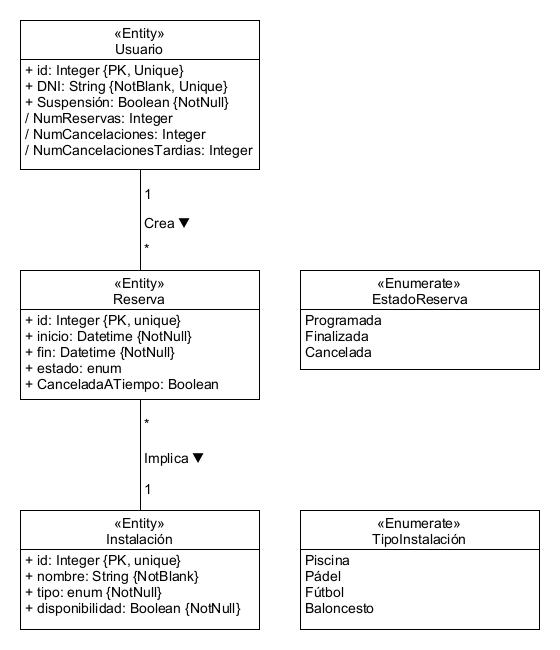 «Entity»
Usuario
+ id: Integer {PK, Unique}
+ DNI: String {NotBlank, Unique}
+ Suspensión: Boolean {NotNull}
/ NumReservas: Integer
/ NumCancelaciones: Integer
/ NumCancelacionesTardias: Integer
1
Crea ▼
*
«Entity»
Reserva
+ id: Integer {PK, unique}
+ inicio: Datetime {NotNull}
+ fin: Datetime {NotNull}
+ estado: enum
+ CanceladaATiempo: Boolean
«Enumerate»
EstadoReserva
Programada
Finalizada
Cancelada
*
Implica ▼
1
«Entity»
Instalación
+ id: Integer {PK, unique}
+ nombre: String {NotBlank}
+ tipo: enum {NotNull}
+ disponibilidad: Boolean {NotNull}
«Enumerate»
TipoInstalación
Piscina
Pádel
Fútbol
Baloncesto